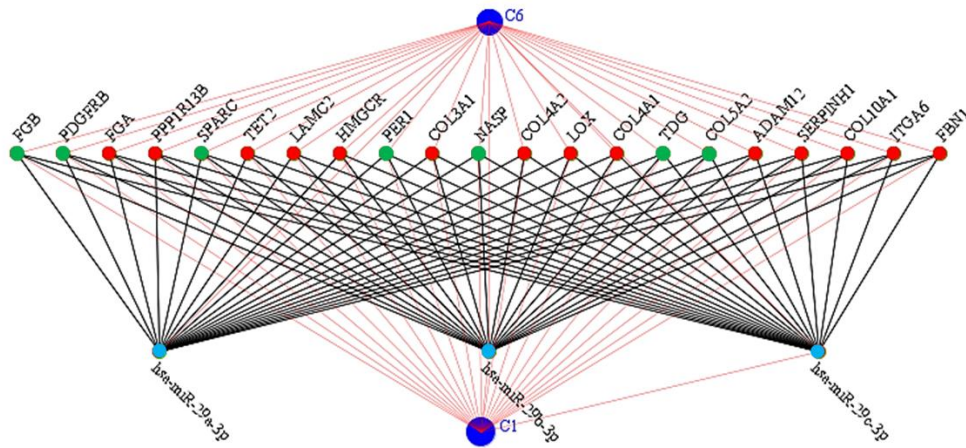 C6
FGB
PDGFRB
FGA
PPP1R13B
SPARC
TET2
LAMC2
HMGCR
PER1
COL3A1
NASP
COL4A2
LOX
COL4A1
TDG
COL5A2
ADAM12
SERPINH1
COL10A1
ITGA6
FBN1
hsa-miR-29a-3p
hsa-miR-29b-3p
hsa-miR-29c-3p
C1